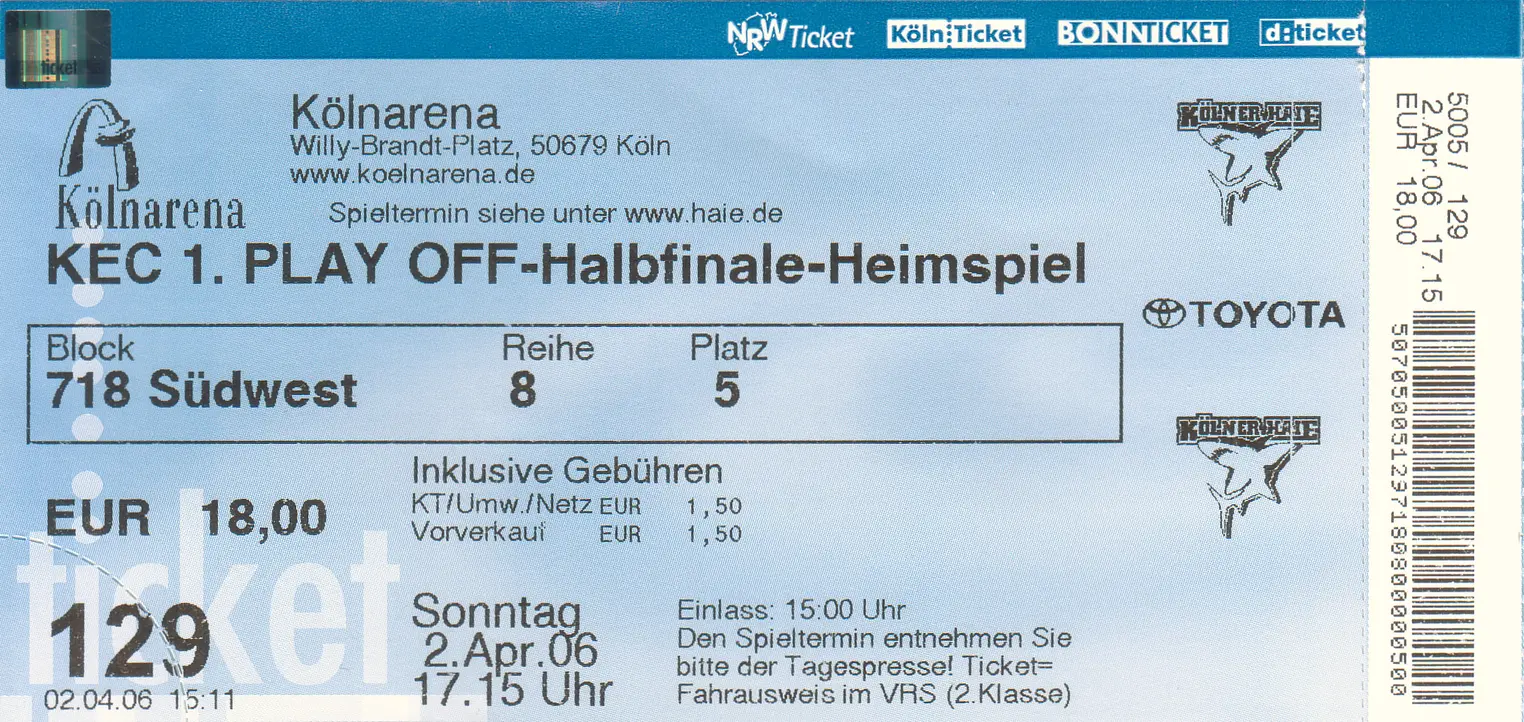 NRW Ticket KölnTicket BONNTICKET d:ticket
ticket
Kölnarena
Willy-Brandt-Platz, 50679 Köln
www.koelnarena.de
Kölnarena
Spieltermin siehe unter www.haie.de
KÖLNER HAIE
KEC 1. PLAY OFF-Halbfinale-Heimspiel
TOYOTA
Block Reihe Platz
718 Südwest 8 5
KÖLNER HAIE
Inklusive Gebühren
EUR 18,00
KT/Umw./Netz EUR 1,50
Vorverkauf EUR 1,50
ticket
129
02.04.06 15:11
Sonntag
2.Apr.06
17.15 Uhr
Einlass: 15:00 Uhr
Den Spieltermin entnehmen Sie
bitte der Tagespresse! Ticket=
Fahrausweis im VRS (2.Klasse)
5005/ 129
2.Apr.06 17.15
EUR 18,00